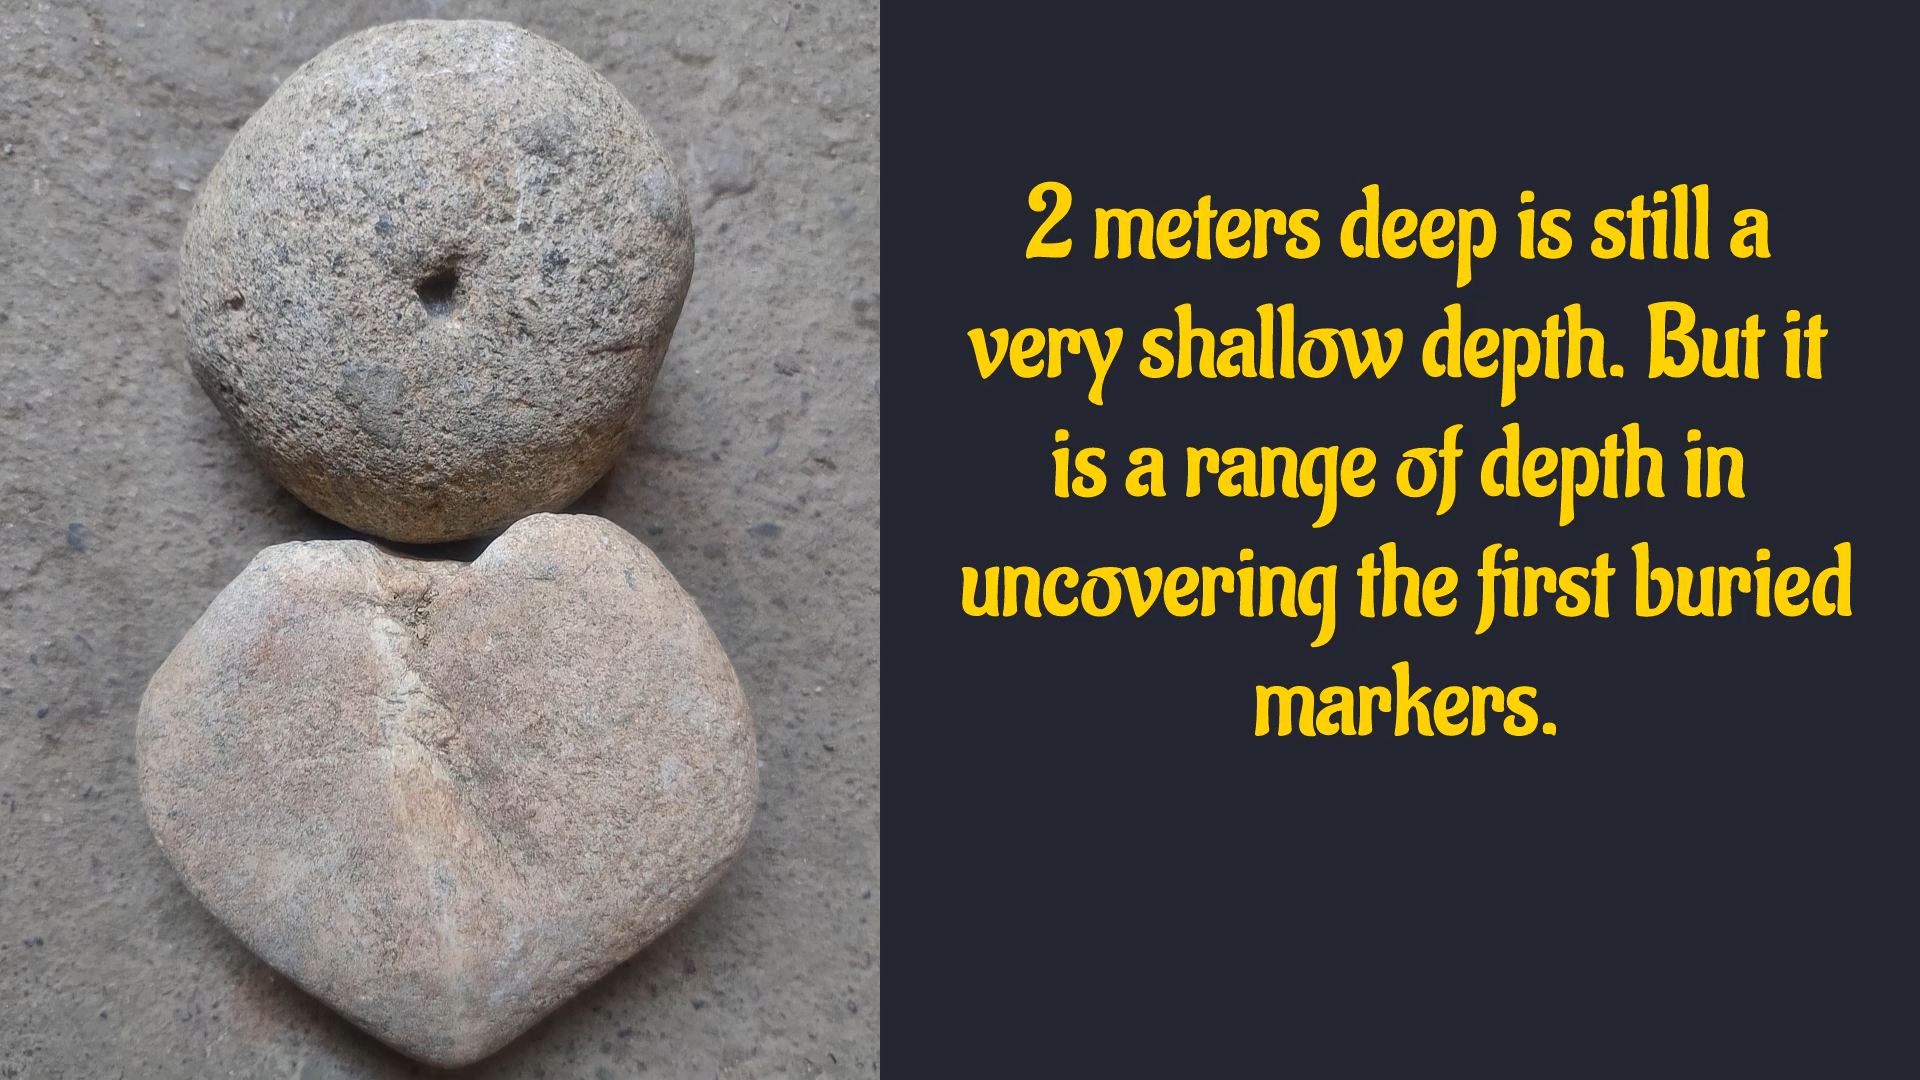 2 meters deep is still a
very shallow depth. But it
is a range of depth in
uncovering the first buried
markers.